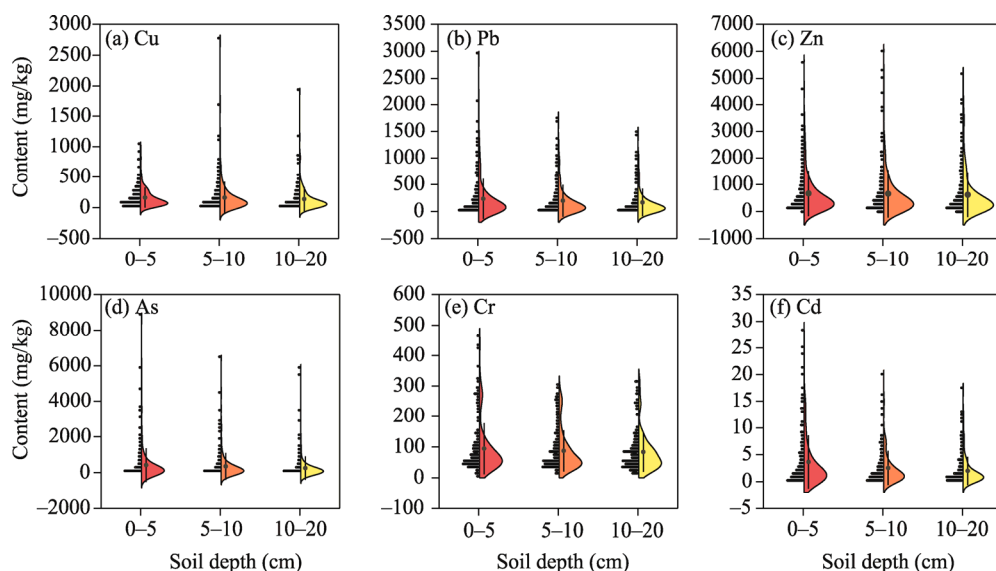 (a) Cu
(b) Pb
(c) Zn
Content (mg/kg)
3000
2500
2000
1500
1000
500
0
−500
3500
3000
2500
2000
1500
1000
500
0
−500
7000
6000
5000
4000
3000
2000
1000
0
−1000
0–5 5–10 10–20
0–5 5–10 10–20
0–5 5–10 10–20
(d) As
(e) Cr
(f) Cd
Content (mg/kg)
10000
8000
6000
4000
2000
0
−2000
600
500
400
300
200
100
0
−100
35
30
25
20
15
10
5
0
−5
0–5 5–10 10–20
0–5 5–10 10–20
0–5 5–10 10–20
Soil depth (cm)
Soil depth (cm)
Soil depth (cm)